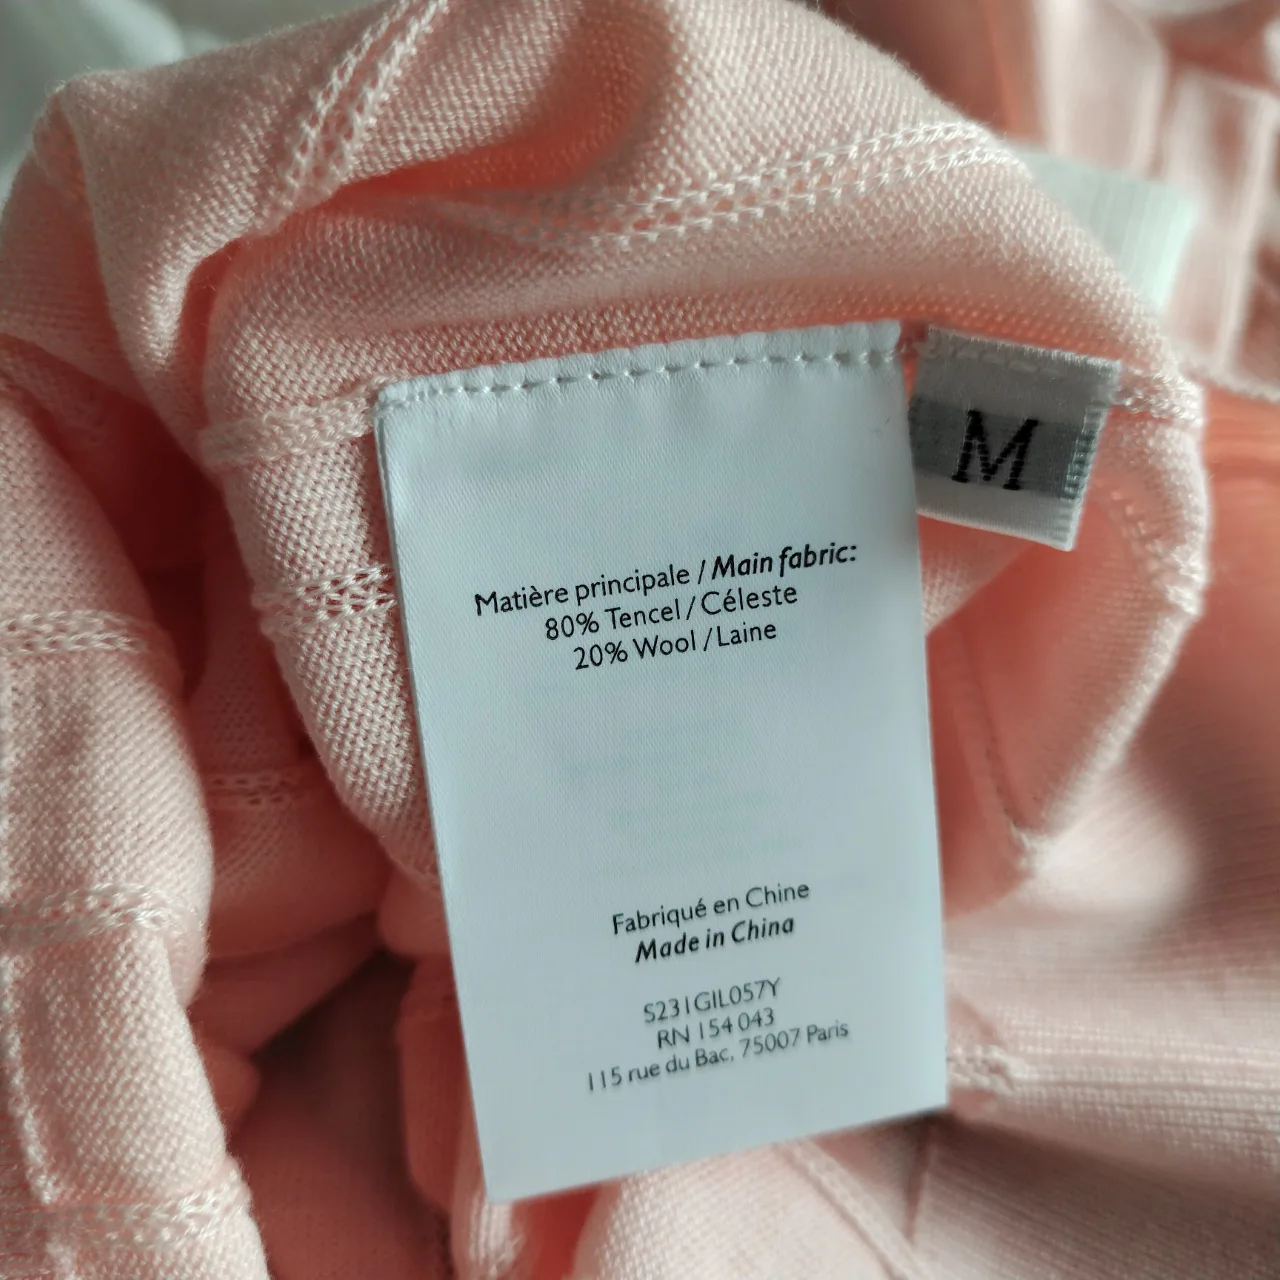 M
Matière principale / Main fabric:
80% Tencel / Céleste
20% Wool / Laine
Fabriqué en Chine
Made in China
S231GIL057Y
RN 154 043
115 rue du Bac, 75007 Paris